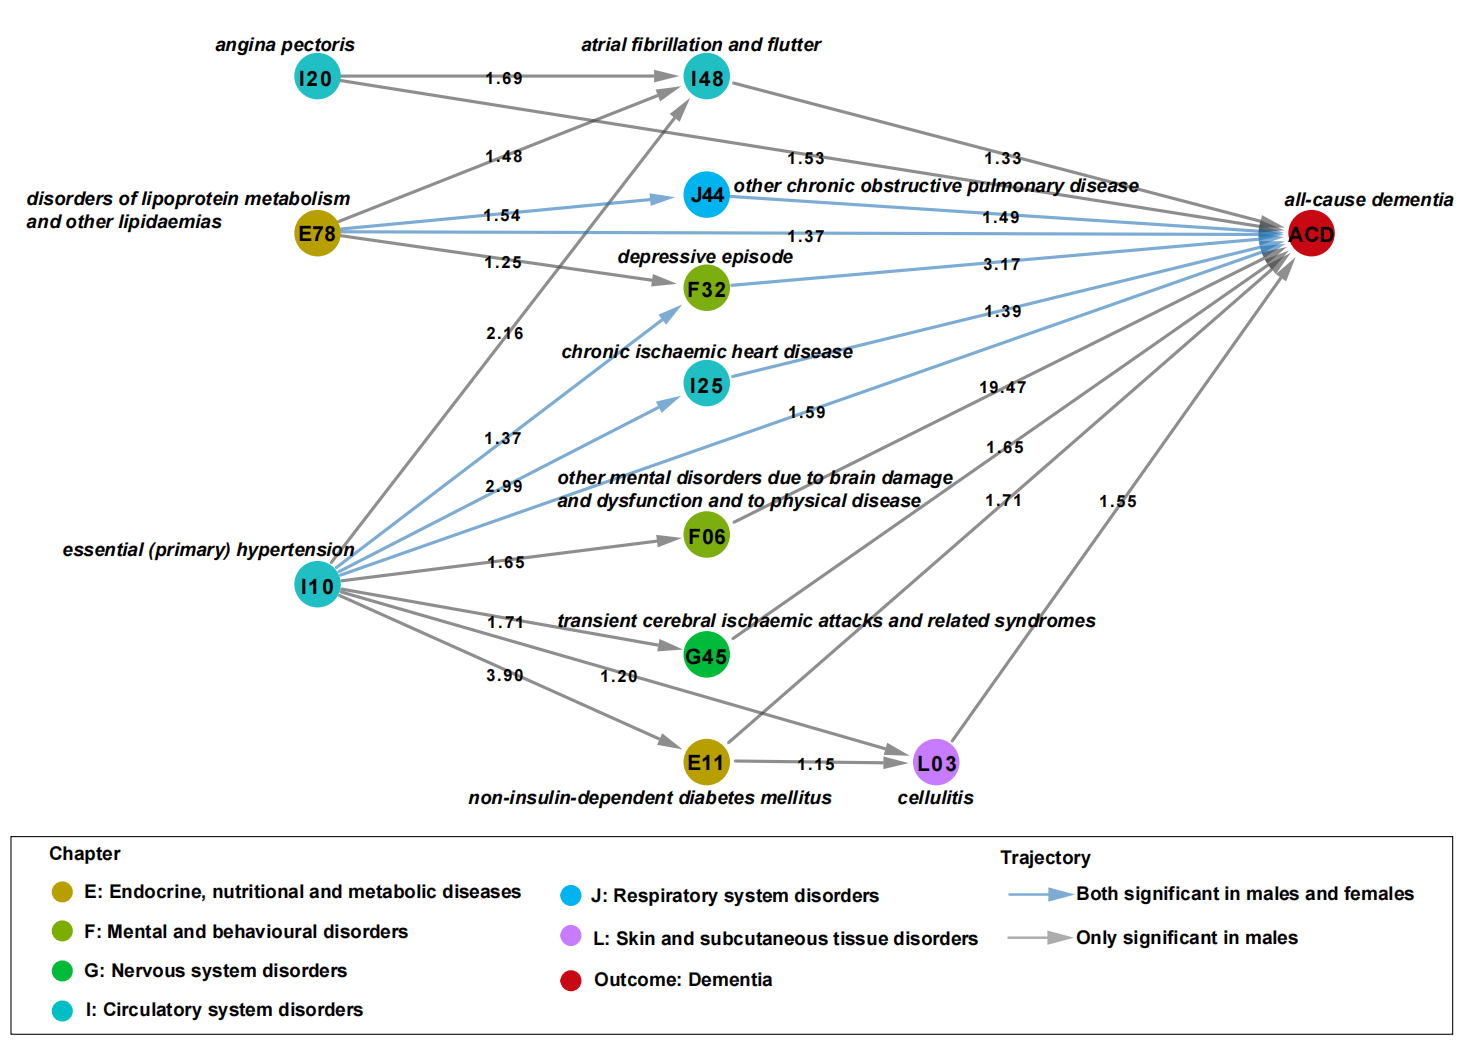 angina pectoris
atrial fibrillation and flutter
I20
I48
1.69
1.48
1.53
1.33
disorders of lipoprotein metabolism
and other lipidaemias
J44
other chronic obstructive pulmonary disease
all-cause dementia
E78
1.54
1.49
1.37
ACD
1.25
depressive episode
3.17
F32
1.39
2.16
chronic ischaemic heart disease
I25
19.47
1.59
1.37
1.65
2.99
other mental disorders due to brain damage
and dysfunction and to physical disease
1.71
1.55
F06
essential (primary) hypertension
1.65
I10
1.71
transient cerebral ischaemic attacks and related syndromes
G45
3.90
1.20
E11
1.15
L03
non-insulin-dependent diabetes mellitus
cellulitis
Chapter
E: Endocrine, nutritional and metabolic diseases
F: Mental and behavioural disorders
G: Nervous system disorders
I: Circulatory system disorders
J: Respiratory system disorders
L: Skin and subcutaneous tissue disorders
Outcome: Dementia
Trajectory
Both significant in males and females
Only significant in males